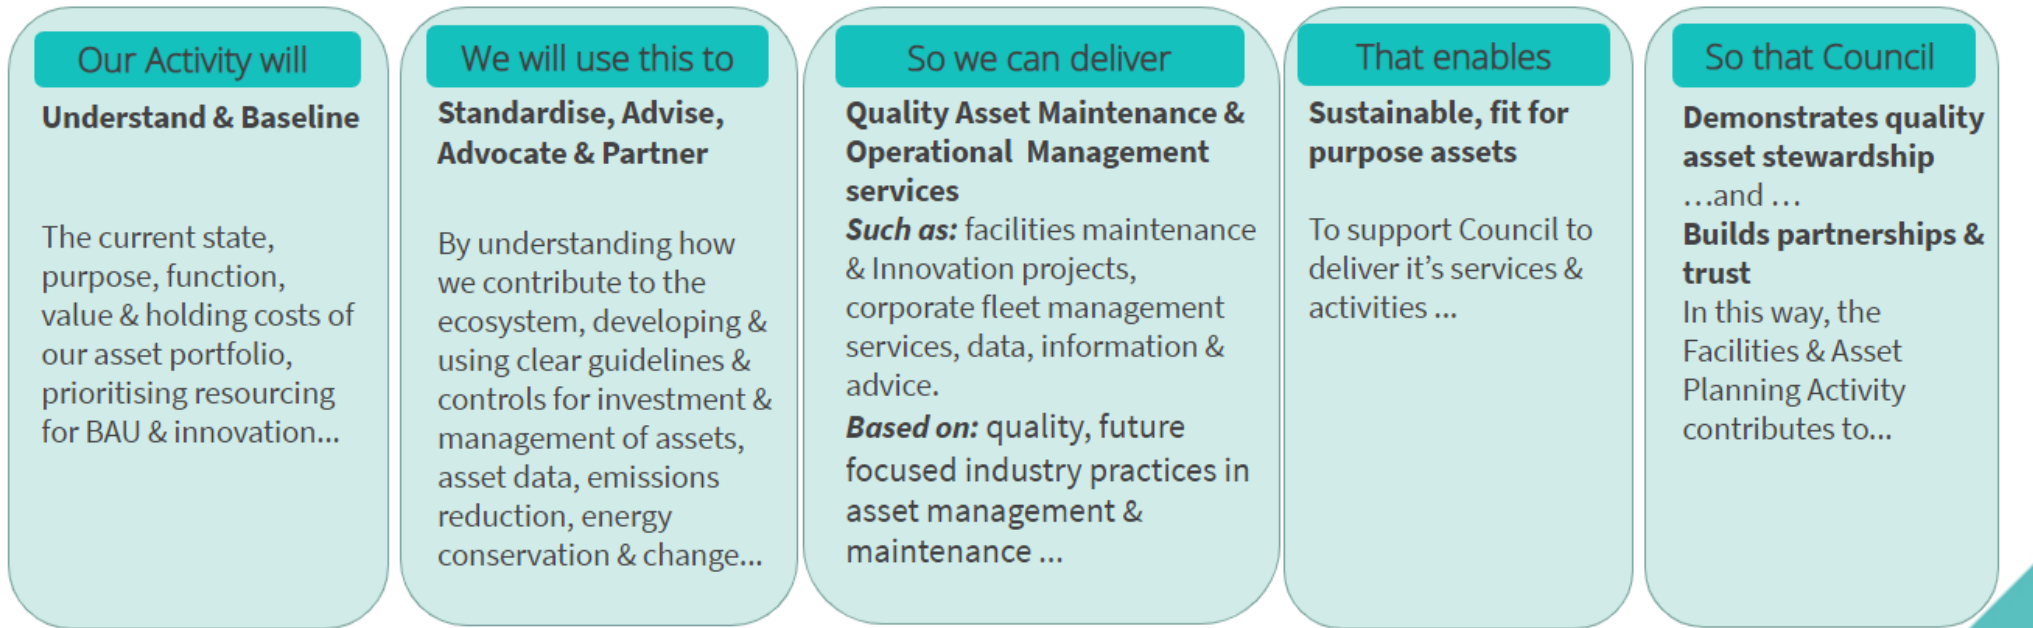 Our Activity will
Understand & Baseline
The current state,
purpose, function,
value & holding costs of
our asset portfolio,
prioritising resourcing
for BAU & innovation...
We will use this to
Standardise, Advise,
Advocate & Partner
By understanding how
we contribute to the
ecosystem, developing &
using clear guidelines &
controls for investment &
management of assets,
asset data, emissions
reduction, energy
conservation & change...
So we can deliver
Quality Asset Maintenance &
Operational Management
services
Such as: facilities maintenance
& Innovation projects,
corporate fleet management
services, data, information &
advice.
Based on: quality, future
focused industry practices in
asset management &
maintenance ...
That enables
Sustainable, fit for
purpose assets
To support Council to
deliver it’s services &
activities ...
So that Council
Demonstrates quality
asset stewardship
...and ...
Builds partnerships &
trust
In this way, the
Facilities & Asset
Planning Activity
contributes to...